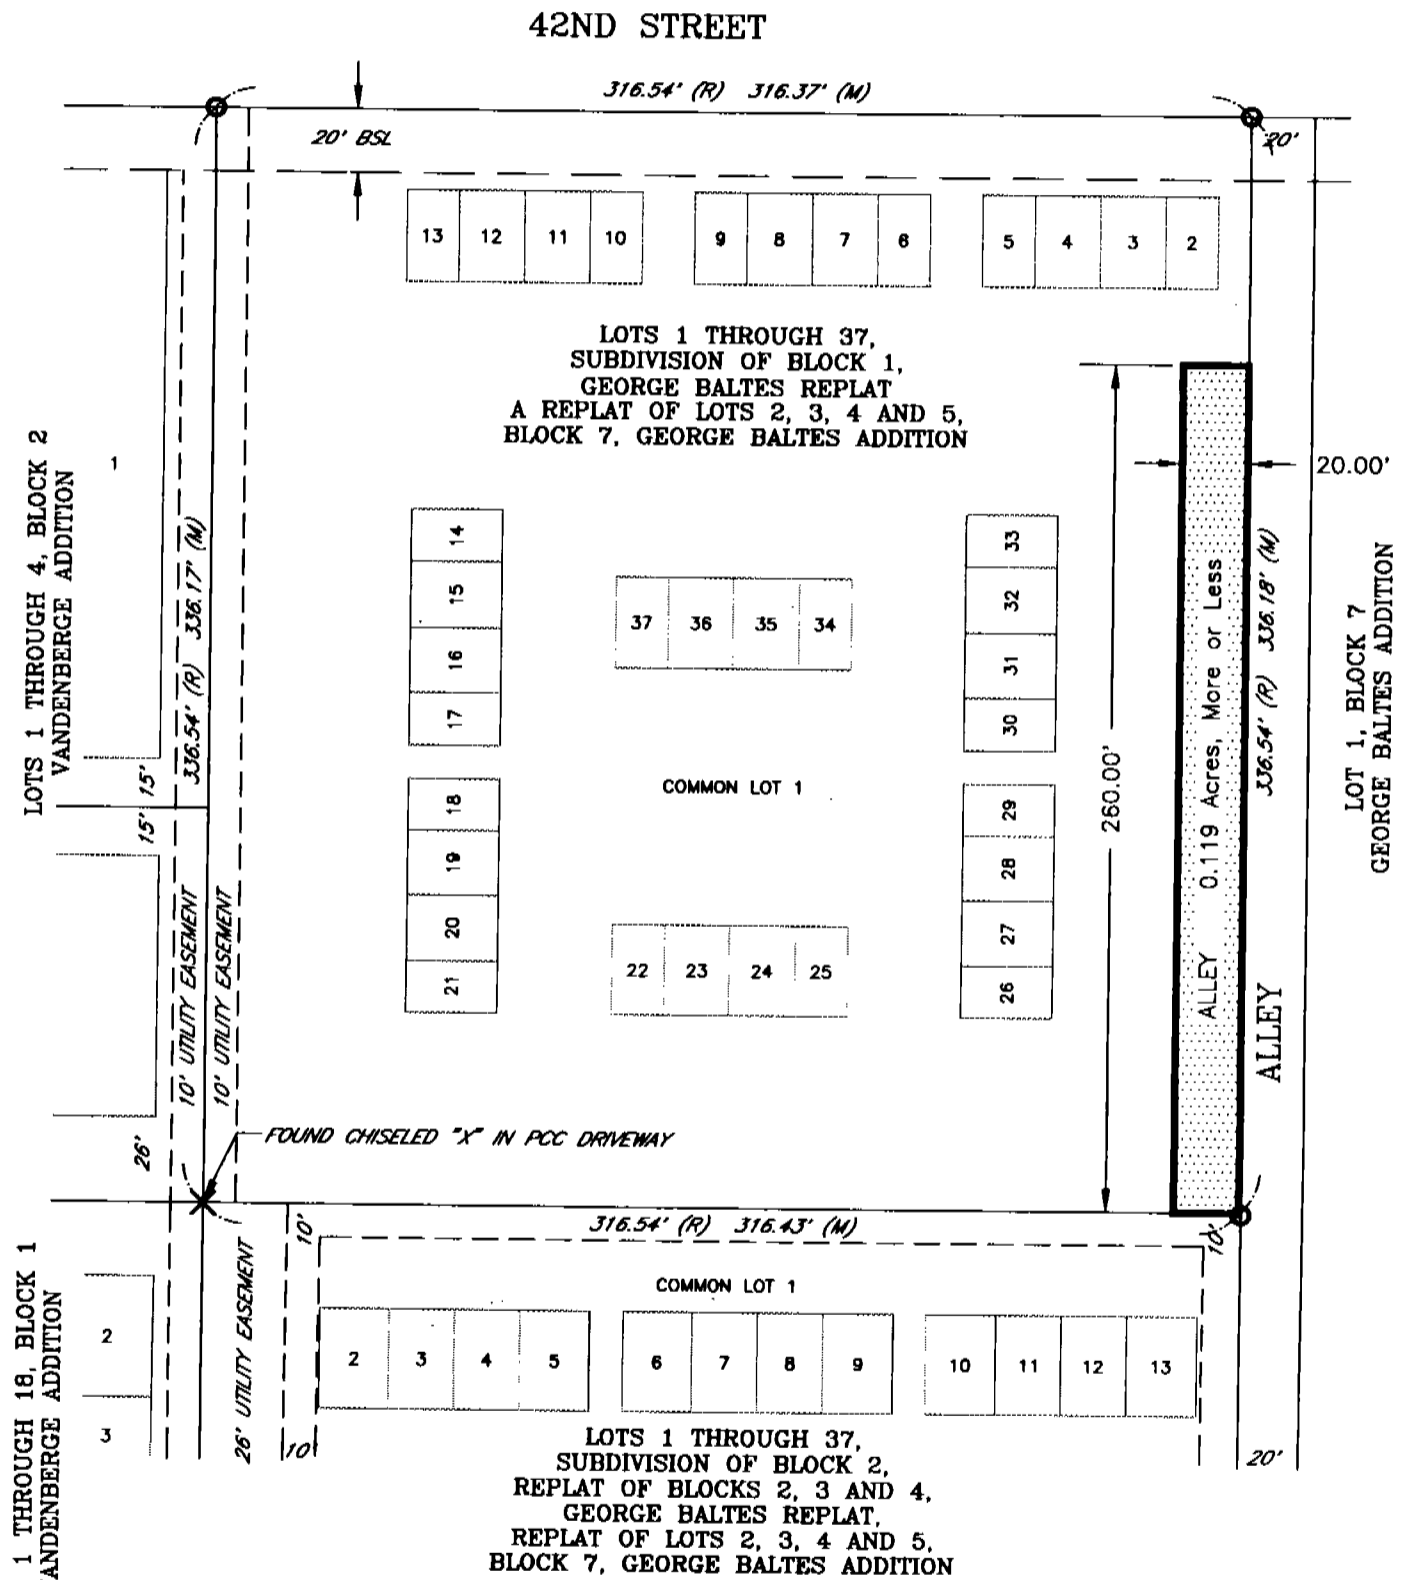 42ND STREET
316.54' (R) 316.37' (M)
20' BSL
20'
13 12 11 10 9 8 7 6 5 4 3 2
LOTS 1 THROUGH 37,
SUBDIVISION OF BLOCK 1,
GEORGE BALTES REPLAT
A REPLAT OF LOTS 2, 3, 4 AND 5,
BLOCK 7, GEORGE BALTES ADDITION
LOTS 1 THROUGH 4, BLOCK 2
VANDENBERGE ADDITION
1
336.54' (R) 336.17' (M)
15'
15'
10' UTILITY EASEMENT
10' UTILITY EASEMENT
26'
14
15
16
17
18
19
20
21
37 36 35 34
COMMON LOT 1
22 23 24 25
33
32
31
30
29
28
27
26
260.00'
20.00'
ALLEY 0.119 Acres, More or Less
336.54' (R) 336.18' (M)
ALLEY
LOT 1, BLOCK 7
GEORGE BALTES ADDITION
FOUND CHISELED "X" IN PCC DRIVEWAY
316.54' (R) 316.43' (M)
10'
10'
COMMON LOT 1
1 THROUGH 18, BLOCK 1
ANDENBERGE ADDITION
2
3
26' UTILITY EASEMENT
10'
2 3 4 5 6 7 8 9 10 11 12 13
LOTS 1 THROUGH 37,
SUBDIVISION OF BLOCK 2,
REPLAT OF BLOCKS 2, 3 AND 4,
GEORGE BALTES REPLAT,
REPLAT OF LOTS 2, 3, 4 AND 5,
BLOCK 7, GEORGE BALTES ADDITION
20'